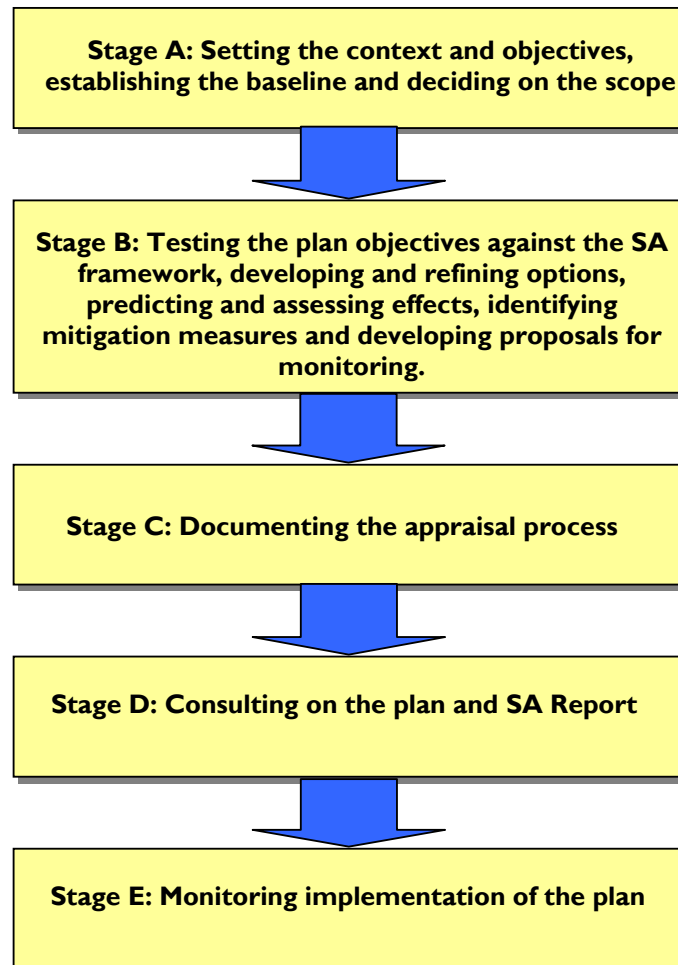 Stage A: Setting the context and objectives,
establishing the baseline and deciding on the scope
Stage B: Testing the plan objectives against the SA
framework, developing and refining options,
predicting and assessing effects, identifying
mitigation measures and developing proposals for
monitoring.
Stage C: Documenting the appraisal process
Stage D: Consulting on the plan and SA Report
Stage E: Monitoring implementation of the plan